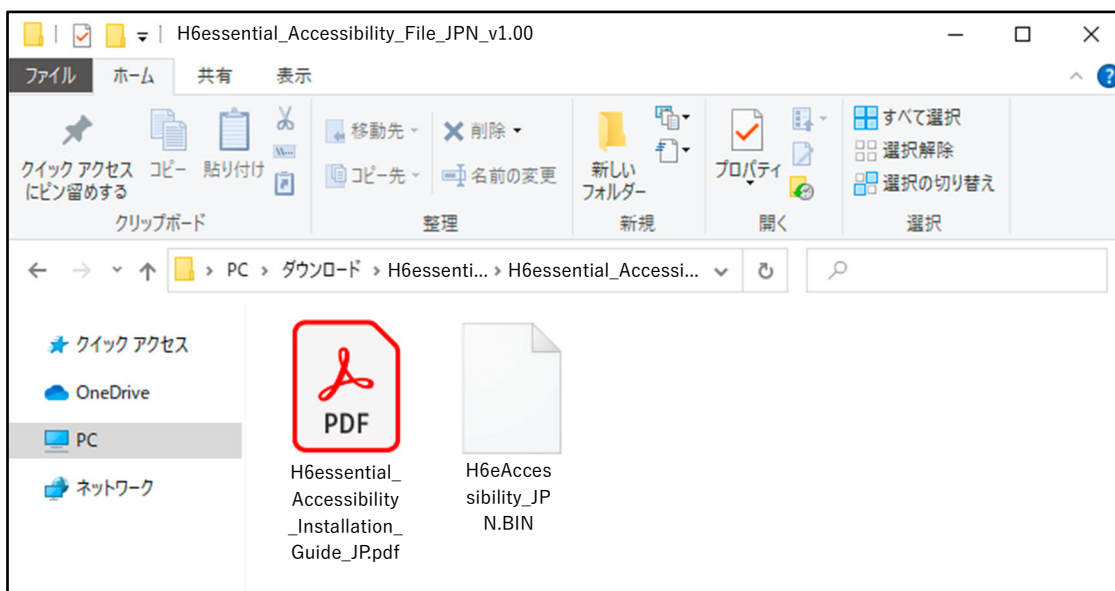 H6essential_Accessibility_File_JPN_v1.00
ファイル ホーム 共有 表示
クイック アクセス
にピン留めする
コピー
貼り付け
移動先
コピー先
削除
名前の変更
新しい
フォルダー
プロパティ
すべて選択
選択解除
選択の切り替え
クリップボード 整理 新規 開く 選択
PC > ダウンロード > H6essenti... > H6essential_Accessi...
クイック アクセス
OneDrive
PC
ネットワーク
PDF
H6essential_
Accessibility
_Installation_
Guide_JP.pdf
H6eAcces
sibility_JP
N.BIN